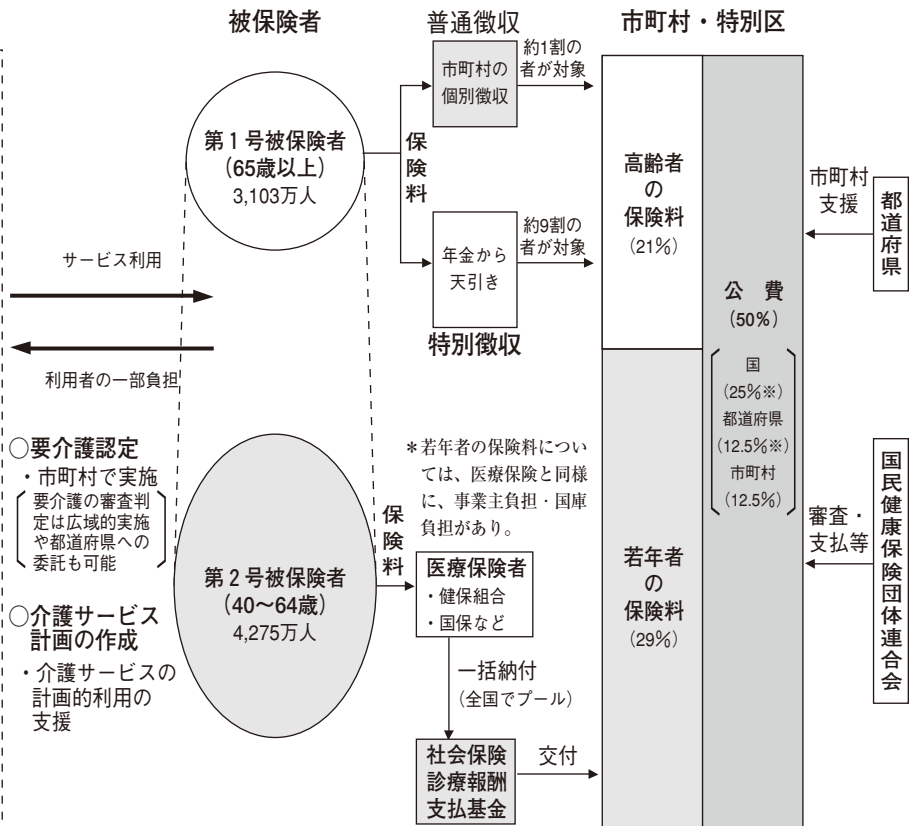 被保険者
普通徴収
市町村・特別区
第1号被保険者
(65歳以上)
3,103万人
保険料
市町村の
個別徴収
約1割の
者が対象
年金から
天引き
約9割の
者が対象
特別徴収
高齢者
の
保険料
(21%)
公 費
(50%)
国
(25%※)
都道府県
(12.5%※)
市町村
(12.5%)
市町村
支援
都道府県
サービス利用
利用者の一部負担
○要介護認定
・市町村で実施
要介護の審査判
定は広域的実施
や都道府県への
委託も可能
○介護サービス
計画の作成
・介護サービスの
計画的利用の
支援
第2号被保険者
(40〜64歳)
4,275万人
保険料
*若年者の保険料につい
ては、医療保険と同様
に、事業主負担・国庫
負担があり。
医療保険者
・健保組合
・国保など
一括納付
(全国でプール)
社会保険
診療報酬
支払基金
交付
若年者
の
保険料
(29%)
審査・
支払等
国民健康保険団体連合会